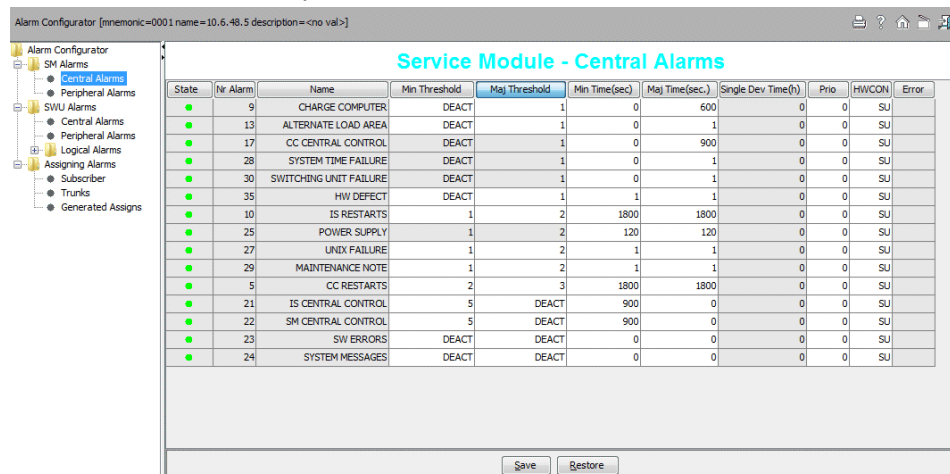 Alarm Configurator [mnemonic=0001 name=10.6.48.5 description=<no val>]
Alarm Configurator
SM Alarms
Central Alarms
Peripheral Alarms
SWU Alarms
Central Alarms
Peripheral Alarms
Logical Alarms
Assigning Alarms
Subscriber
Trunks
Generated Assigns
Service Module - Central Alarms
State Nr Alarm Name Min Threshold Maj Threshold Min Time(sec) Maj Time(sec.) Single Dev Time(h) Prio HWCON Error
9 CHARGE COMPUTER DEACT 1 0 600 0 0 SU
13 ALTERNATE LOAD AREA DEACT 1 0 1 0 0 SU
17 CC CENTRAL CONTROL DEACT 1 0 900 0 0 SU
28 SYSTEM TIME FAILURE DEACT 1 0 1 0 0 SU
30 SWITCHING UNIT FAILURE DEACT 1 0 1 0 0 SU
35 HW DEFECT DEACT 1 1 1 0 0 SU
10 IS RESTARTS 1 2 1800 1800 0 0 SU
25 POWER SUPPLY 1 2 120 120 0 0 SU
27 UNIX FAILURE 1 2 1 1 0 0 SU
29 MAINTENANCE NOTE 1 2 1 1 0 0 SU
5 CC RESTARTS 2 3 1800 1800 0 0 SU
21 IS CENTRAL CONTROL 5 DEACT 900 0 0 0 SU
22 SM CENTRAL CONTROL 5 DEACT 900 0 0 0 SU
23 SW ERRORS DEACT DEACT 0 0 0 0 SU
24 SYSTEM MESSAGES DEACT DEACT 0 0 0 0 SU
Save Restore